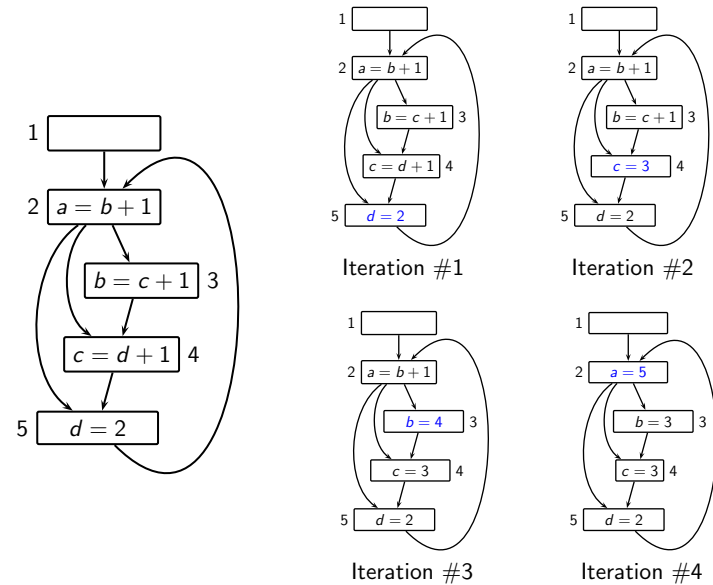 1
2 a = b + 1
b = c + 1 3
c = d + 1 4
5 d = 2
1
2 a = b + 1
b = c + 1 3
c = d + 1 4
5 d = 2
Iteration #1
1
2 a = b + 1
b = c + 1 3
c = 3 4
5 d = 2
Iteration #2
1
2 a = b + 1
b = 4 3
c = 3 4
5 d = 2
Iteration #3
1
2 a = 5
b = 3 3
c = 3 4
5 d = 2
Iteration #4